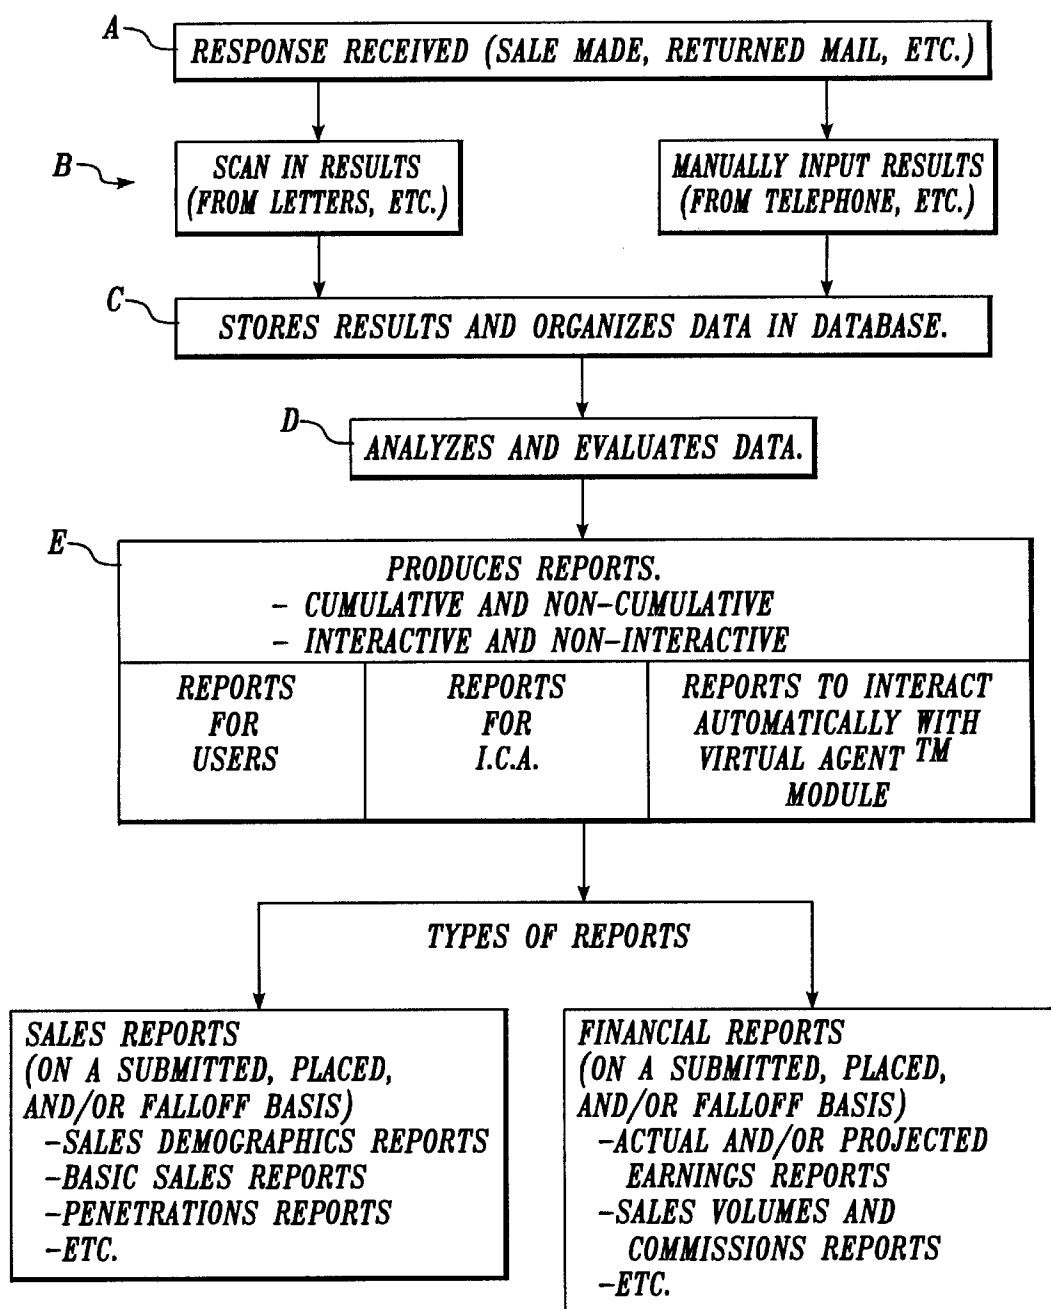 A
RESPONSE RECEIVED (SALE MADE, RETURNED MAIL, ETC.)
B
SCAN IN RESULTS
(FROM LETTERS, ETC.)
MANUALLY INPUT RESULTS
(FROM TELEPHONE, ETC.)
C
STORES RESULTS AND ORGANIZES DATA IN DATABASE.
D
ANALYZES AND EVALUATES DATA.
E
PRODUCES REPORTS.
- CUMULATIVE AND NON-CUMULATIVE
- INTERACTIVE AND NON-INTERACTIVE
REPORTS
FOR
USERS
REPORTS
FOR
I.C.A.
REPORTS TO INTERACT
AUTOMATICALLY WITH
VIRTUAL AGENT TM
MODULE
TYPES OF REPORTS
SALES REPORTS
(ON A SUBMITTED, PLACED,
AND/OR FALLOFF BASIS)
-SALES DEMOGRAPHICS REPORTS
-BASIC SALES REPORTS
-PENETRATIONS REPORTS
-ETC.
FINANCIAL REPORTS
(ON A SUBMITTED, PLACED,
AND/OR FALLOFF BASIS)
-ACTUAL AND/OR PROJECTED
EARNINGS REPORTS
-SALES VOLUMES AND
COMMISSIONS REPORTS
-ETC.